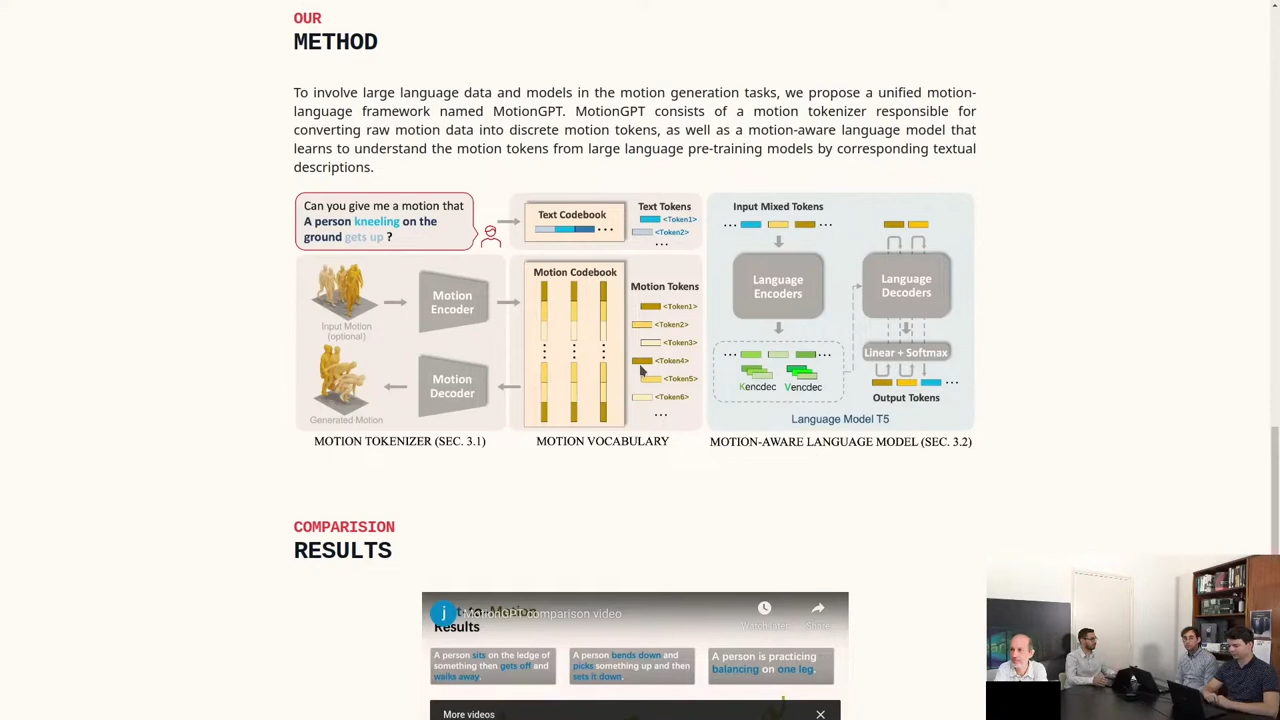 OUR
METHOD
To involve large language data and models in the motion generation tasks, we propose a unified motion-
language framework named MotionGPT. MotionGPT consists of a motion tokenizer responsible for
converting raw motion data into discrete motion tokens, as well as a motion-aware language model that
learns to understand the motion tokens from large language pre-training models by corresponding textual
descriptions.
Can you give me a motion that
A person kneeling on the
ground gets up ?
Text Codebook
Text Tokens
<Token1>
<Token2>
...
Input Motion
(optional)
Motion
Encoder
Motion
Decoder
Generated Motion
Motion Codebook
Motion Tokens
<Token1>
<Token2>
<Token3>
<Token4>
<Token5>
<Token6>
...
Input Mixed Tokens
Language
Encoders
Language
Decoders
Linear + Softmax
Kencdec
Vencdec
Output Tokens
Language Model T5
MOTION TOKENIZER (SEC. 3.1)
MOTION VOCABULARY
MOTION-AWARE LANGUAGE MODEL (SEC. 3.2)
COMPARISION
RESULTS
j
MotionGPT comparison video
Results
Watch later
Share
A person sits on the ledge of
something then gets off and
walks away.
A person bends down and
picks something up and then
sets it down.
A person is practicing
balancing on one leg.
More videos